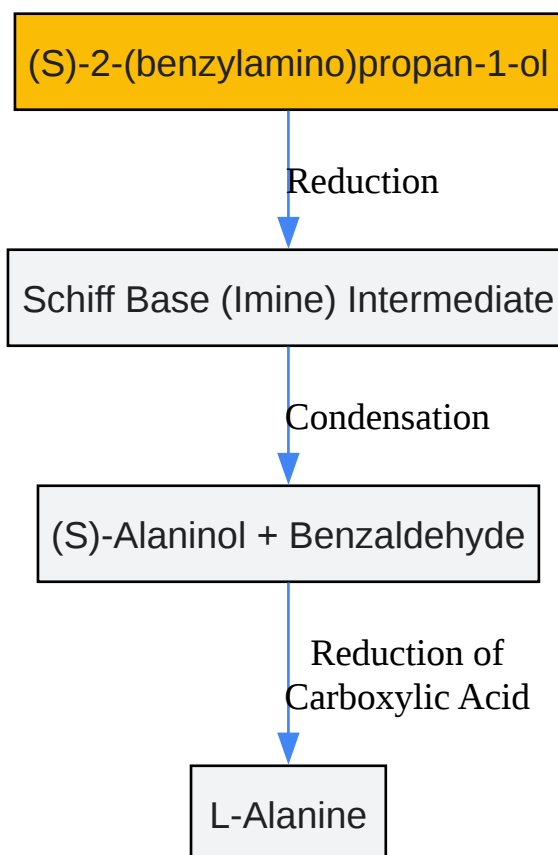 (S)-2-(benzylamino)propan-1-ol
Reduction
Schiff Base (Imine) Intermediate
Condensation
(S)-Alaninol + Benzaldehyde
Reduction of
Carboxylic Acid
L-Alanine